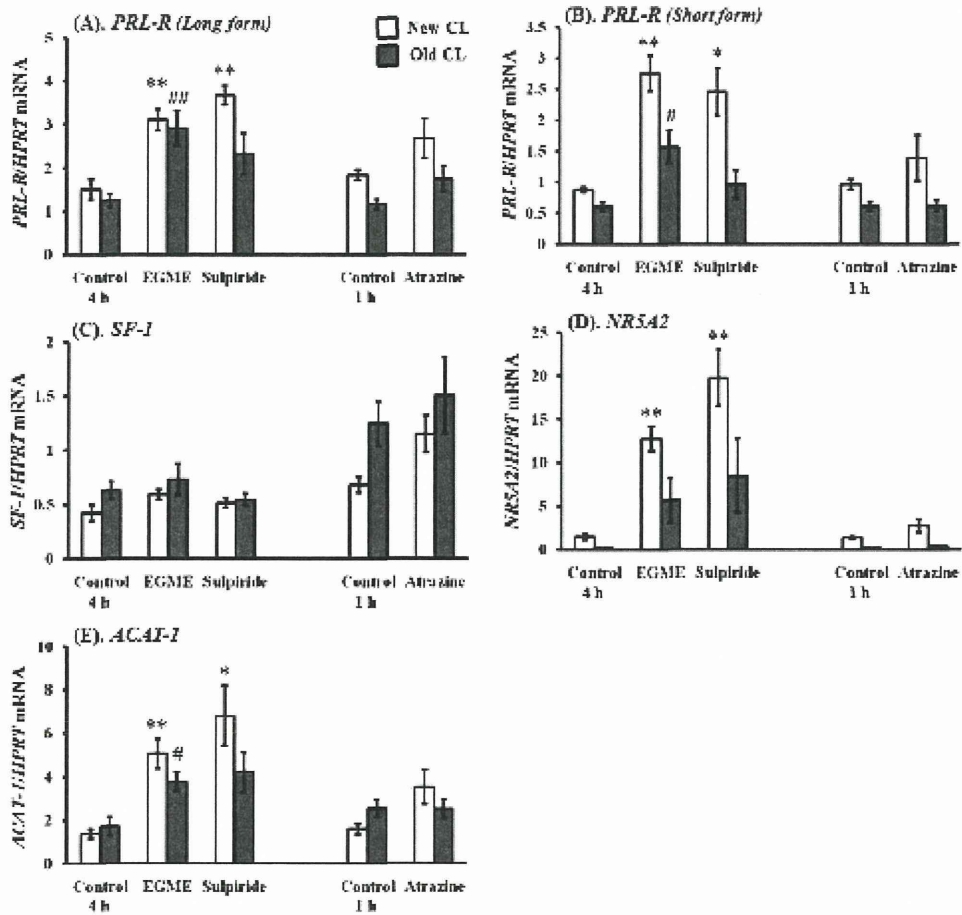 (A). PRL-R (Long form)
New CL
Old CL
PRL-R/HPRT mRNA
5
4
3
2
1
0
** ## **
Control EGME Sulpiride Control Atrazine
4 h 1 h
(B). PRL-R (Short form)
PRL-R/HPRT mRNA
3.5
3
2.5
2
1.5
1
0.5
0
** # *
Control EGME Sulpiride Control Atrazine
4 h 1 h
(C). SF-1
SF-1/HPRT mRNA
2
1.5
1
0.5
0
Control EGME Sulpiride Control Atrazine
4 h 1 h
(D). NR5A2
NR5A2/HPRT mRNA
25
20
15
10
5
0
** **
Control EGME Sulpiride Control Atrazine
4 h 1 h
(E). ACAT-1
ACAT-1/HPRT mRNA
10
8
6
4
2
0
** # *
Control EGME Sulpiride Control Atrazine
4 h 1 h